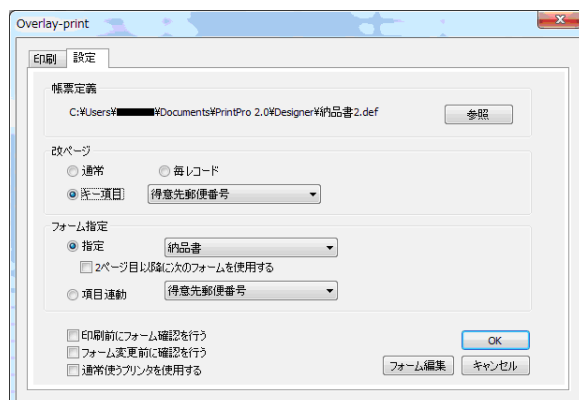 Overlay-print
印刷 設定
帳票定義
C:¥Users¥ ¥Documents¥PrintPro 2.0¥Designer¥納品書2.def 参照
改ページ
通常 毎レコード
キー項目 得意先郵便番号
フォーム指定
指定 納品書
2ページ目以降に次のフォームを使用する
項目連動 得意先郵便番号
印刷前にフォーム確認を行う
フォーム変更前に確認を行う
通常使うプリンタを使用する
OK
フォーム編集 キャンセル